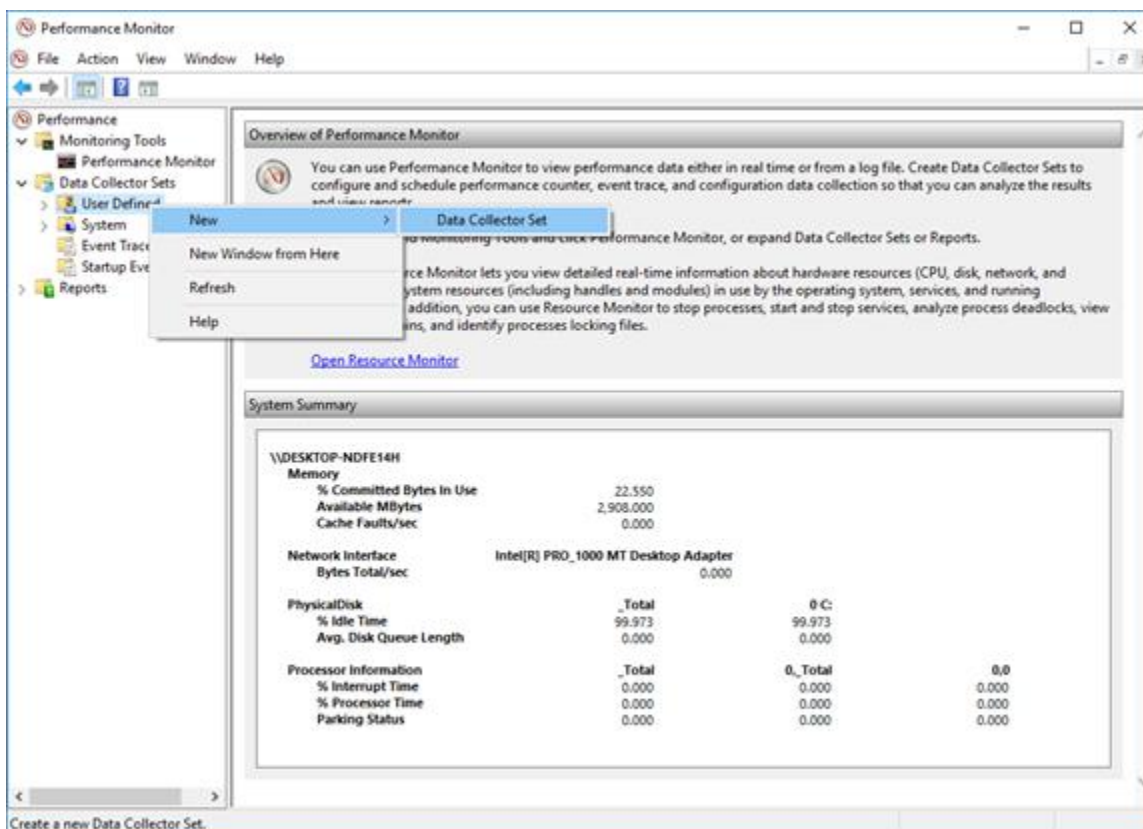 Performance Monitor
File Action View Window Help
Performance
Monitoring Tools
Performance Monitor
Data Collector Sets
User Defined
System
Event Trace
Startup Eve
Reports
New
Data Collector Set
New Window from Here
Refresh
Help
Overview of Performance Monitor
You can use Performance Monitor to view performance data either in real time or from a log file. Create Data Collector Sets to
configure and schedule performance counter, event trace, and configuration data collection so that you can analyze the results
and view reports.
d Monitoring Tools and click Performance Monitor, or expand Data Collector Sets or Reports.
rce Monitor lets you view detailed real-time information about hardware resources (CPU, disk, network, and
ystem resources (including handles and modules) in use by the operating system, services, and running
addition, you can use Resource Monitor to stop processes, start and stop services, analyze process deadlocks, view
ins, and identify processes locking files.
Open Resource Monitor
System Summary
\\DESKTOP-NDFE14H
Memory
% Committed Bytes In Use 22.550
Available MBytes 2,908.000
Cache Faults/sec 0.000
Network Interface Intel[R] PRO_1000 MT Desktop Adapter
Bytes Total/sec 0.000
PhysicalDisk _Total 0 C:
% Idle Time 99.973 99.973
Avg. Disk Queue Length 0.000 0.000
Processor Information _Total 0,_Total 0,0
% Interrupt Time 0.000 0.000 0.000
% Processor Time 0.000 0.000 0.000
Parking Status 0.000 0.000 0.000
Create a new Data Collector Set.